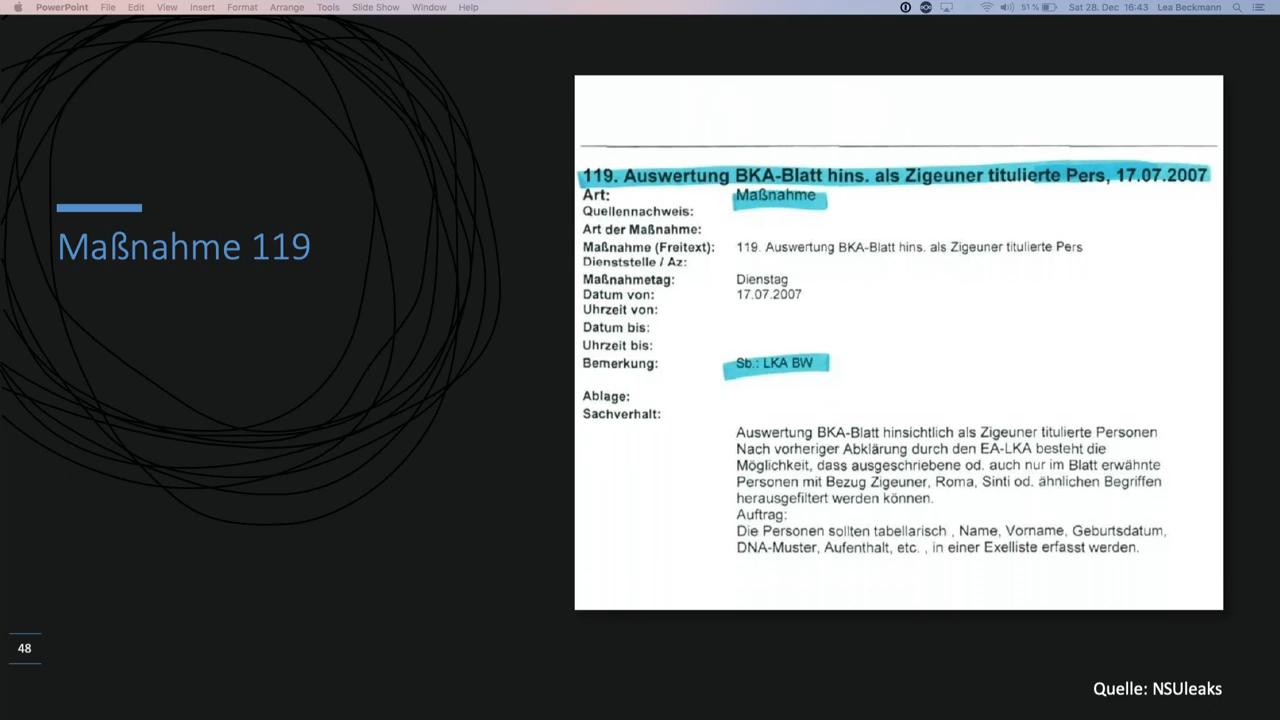 PowerPoint File Edit View Insert Format Arrange Tools Slide Show Window Help 51 % Sat 28. Dec 16:43 Lea Beckmann
Maßnahme 119
119. Auswertung BKA-Blatt hins. als Zigeuner titulierte Pers, 17.07.2007
Art: Maßnahme
Quellennachweis:
Art der Maßnahme:
Maßnahme (Freitext): 119. Auswertung BKA-Blatt hins. als Zigeuner titulierte Pers
Dienststelle / Az:
Maßnahmetag: Dienstag
Datum von: 17.07.2007
Uhrzeit von:
Datum bis:
Uhrzeit bis:
Bemerkung: Sb.: LKA BW
Ablage:
Sachverhalt:
Auswertung BKA-Blatt hinsichtlich als Zigeuner titulierte Personen
Nach vorheriger Abklärung durch den EA-LKA besteht die
Möglichkeit, dass ausgeschriebene od. auch nur im Blatt erwähnte
Personen mit Bezug Zigeuner, Roma, Sinti od. ähnlichen Begriffen
herausgefiltert werden können.
Auftrag:
Die Personen sollten tabellarisch , Name, Vorname, Geburtsdatum,
DNA-Muster, Aufenthalt, etc. , in einer Exelliste erfasst werden.
48
Quelle: NSUleaks